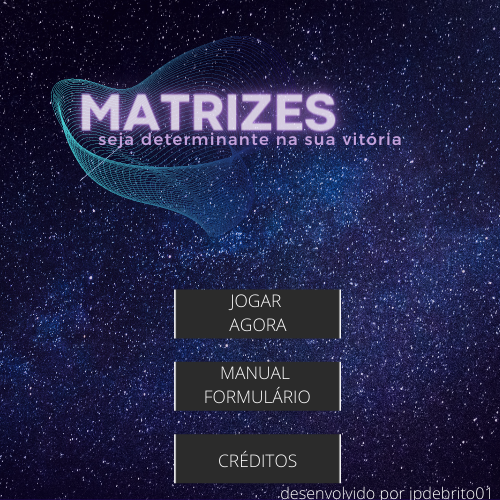 MATRIZES
seja determinante na sua vitória
JOGAR
AGORA
MANUAL
FORMULÁRIO
CRÉDITOS
desenvolvido por jpdebrito01